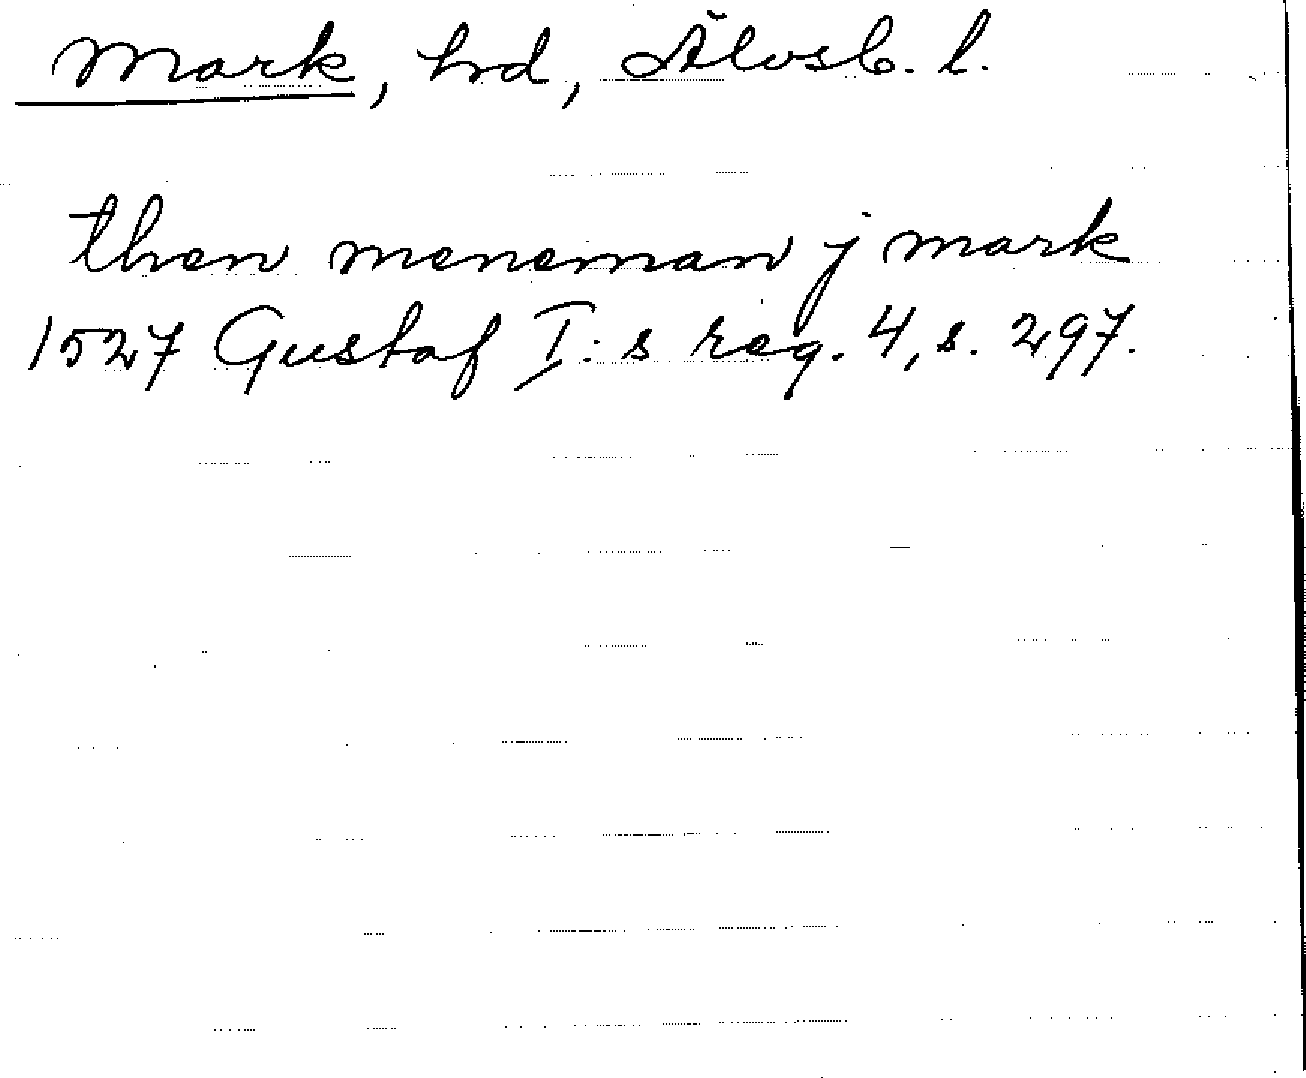 Mark, hd, Älvsb. l.
then meneman j mark
1527 Gustaf I:s reg. 4, s. 297.